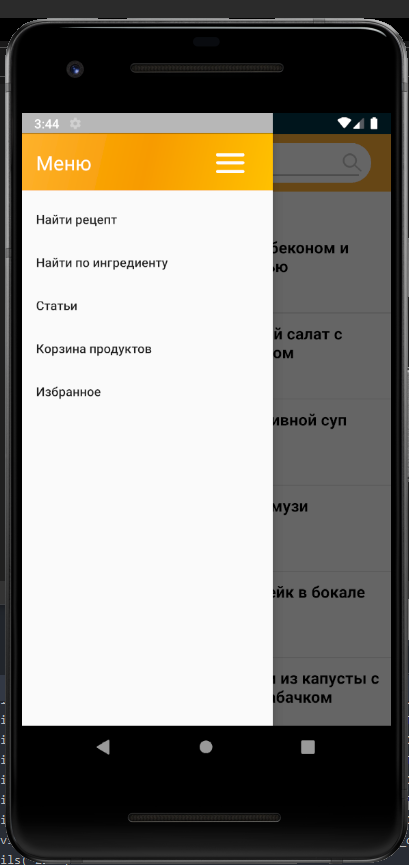 3:44
Меню
Найти рецепт
Найти по ингредиенту
Статьи
Корзина продуктов
Избранное
беконом и
ью
й салат с
ом
ивной суп
музи
ейк в бокале
и из капусты с
абачком
ils(